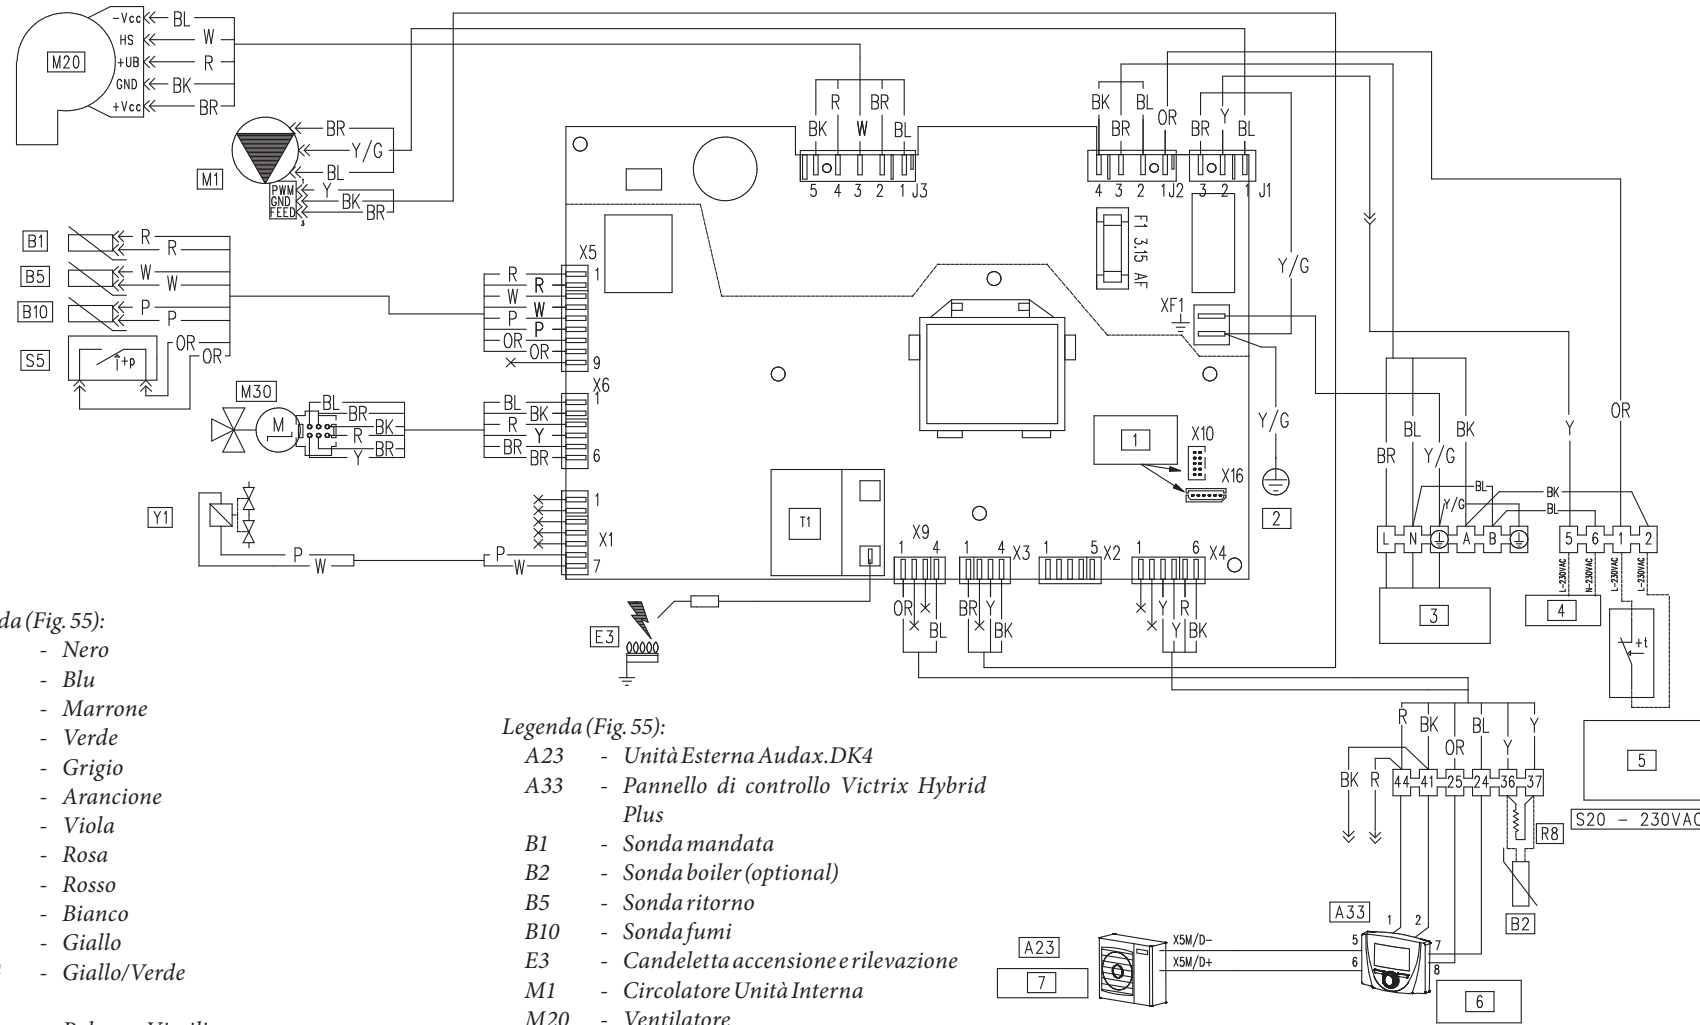 -Vcc BL
HS W
M20 +UB R
GND BK
+Vcc BR
BR
Y/G
BL
M1
PWM Y
GND BK
FEED BR
B1 R
R
B5 W
W
B10 P
P
S5 +p OR
OR
M30
M
BL
BR
BK
R
BR
Y
Y1
P
W
X5
R 1
R
W
W
P
P
OR
OR
9
X6
BL 1
BK
R
Y
BR
BR 6
1
X1
P
W 7
R BR
BK W BL
5 4 3 2 1 J3
BK BL OR
BR
4 3 2 1 J2
Y
BR BL
3 2 1 J1
F1 3.15 AF
XF1
Y/G
Y/G
1
X10
X16
2
T1
E3
X9
1 4
OR BL
X3
1 4
BR Y BK
X2
1 5
X4
1 6
Y Y R BK
BR BL Y/G BK
Y OR
BL
Y/G
BK
BL
L N A B
5 6 1 2
L-230VAC N-230VAC L-230VAC L-230VAC
3
4
+t
5
S20 - 230VAC
R BK OR BL Y Y
BK R
44 41 25 24 36 37
R8
B2
A33
1 2
5 7
6 8
A23
7
X5M/D-
X5M/D+
6
da (Fig. 55):
- Nero
- Blu
- Marrone
- Verde
- Grigio
- Arancione
- Viola
- Rosa
- Rosso
- Bianco
- Giallo
- Giallo/Verde
Legenda (Fig. 55):
A23 - Unità Esterna Audax.DK4
A33 - Pannello di controllo Victrix Hybrid
Plus
B1 - Sonda mandata
B2 - Sonda boiler (optional)
B5 - Sonda ritorno
B10 - Sonda fumi
E3 - Candeletta accensione e rilevazione
M1 - Circolatore Unità Interna
M20 - Ventilatore